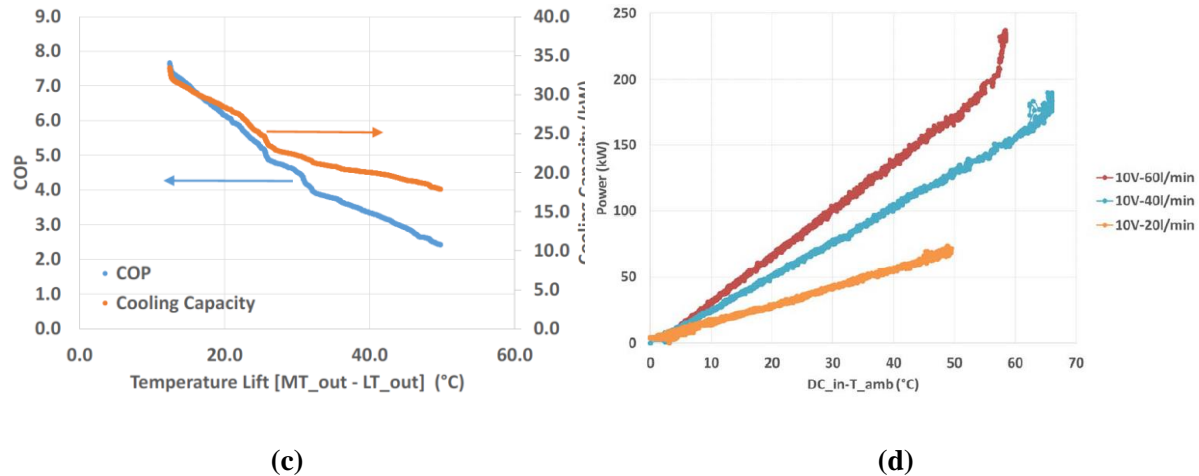 9.0
8.0
7.0
6.0
5.0
4.0
3.0
2.0
1.0
0.0
COP
COP
Cooling Capacity
40.0
35.0
30.0
25.0
20.0
15.0
10.0
5.0
0.0
Cooling Capacity (kW)
0.0 20.0 40.0 60.0
Temperature Lift [MT_out - LT_out] (°C)
(c)
250
200
150
100
50
0
Power (kW)
0 10 20 30 40 50 60 70
DC_in-T_amb (°C)
10V-60l/min
10V-40l/min
10V-20l/min
(d)